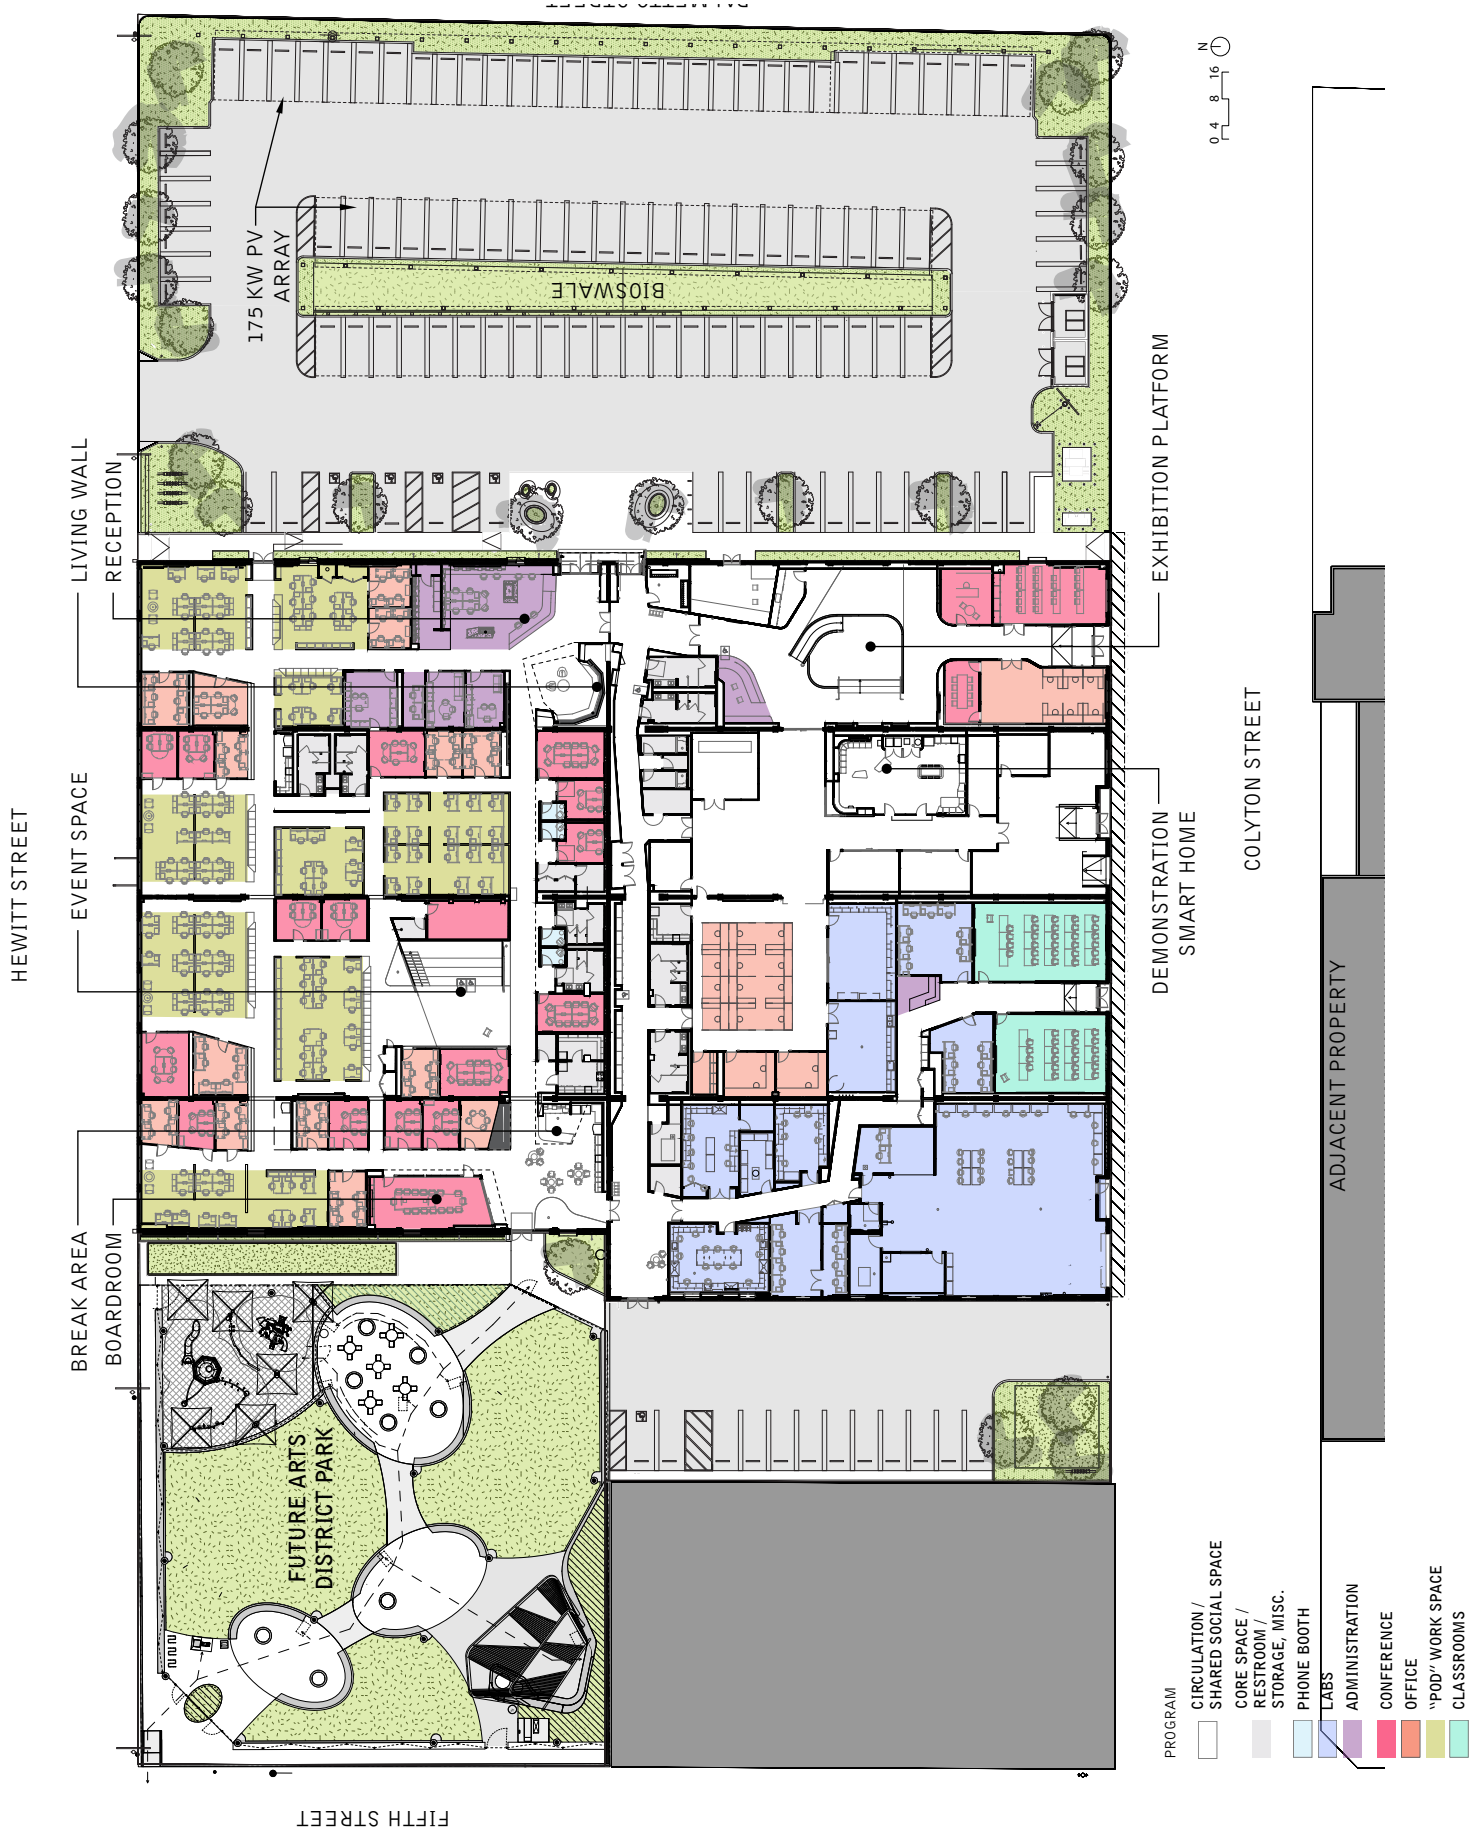 PALMETTO STREET
HEWITT STREET
LIVING WALL
RECEPTION
EVENT SPACE
BREAK AREA
BOARDROOM
175 KW PV
ARRAY
BIOSWALE
FUTURE ARTS
DISTRICT PARK
EXHIBITION PLATFORM
DEMONSTRATION
SMART HOME
COLYTON STREET
ADJACENT PROPERTY
FIFTH STREET
0 4 8 16 N
PROGRAM
CIRCULATION /
SHARED SOCIAL SPACE
CORE SPACE /
RESTROOM /
STORAGE, MISC.
PHONE BOOTH
LABS
ADMINISTRATION
CONFERENCE
OFFICE
"POD" WORK SPACE
CLASSROOMS